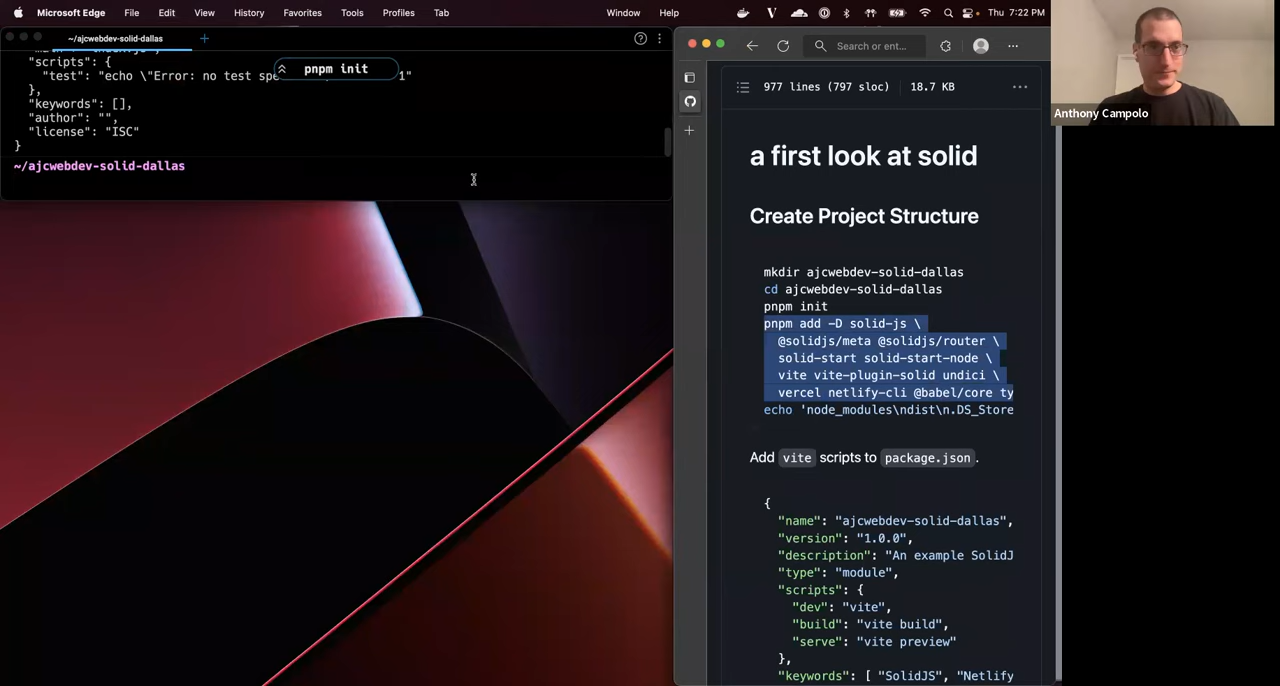 Microsoft Edge File Edit View History Favorites Tools Profiles Tab Window Help Thu 7:22 PM
~/ajcwebdev-solid-dallas
"scripts": {
"test": "echo \"Error: no test spe
1"
pnpm init
},
"keywords": [],
"author": "",
"license": "ISC"
}
~/ajcwebdev-solid-dallas
Search or ent...
977 lines (797 sloc) 18.7 KB
a first look at solid
Create Project Structure
mkdir ajcwebdev-solid-dallas
cd ajcwebdev-solid-dallas
pnpm init
pnpm add -D solid-js \
@solidjs/meta @solidjs/router \
solid-start solid-start-node \
vite vite-plugin-solid undici \
vercel netlify-cli @babel/core ty
echo 'node_modules\ndist\n.DS_Store
Add vite scripts to package.json.
{
"name": "ajcwebdev-solid-dallas",
"version": "1.0.0",
"description": "An example SolidJ
"type": "module",
"scripts": {
"dev": "vite",
"build": "vite build",
"serve": "vite preview"
},
"keywords": [ "SolidJS", "Netlify
Anthony Campolo